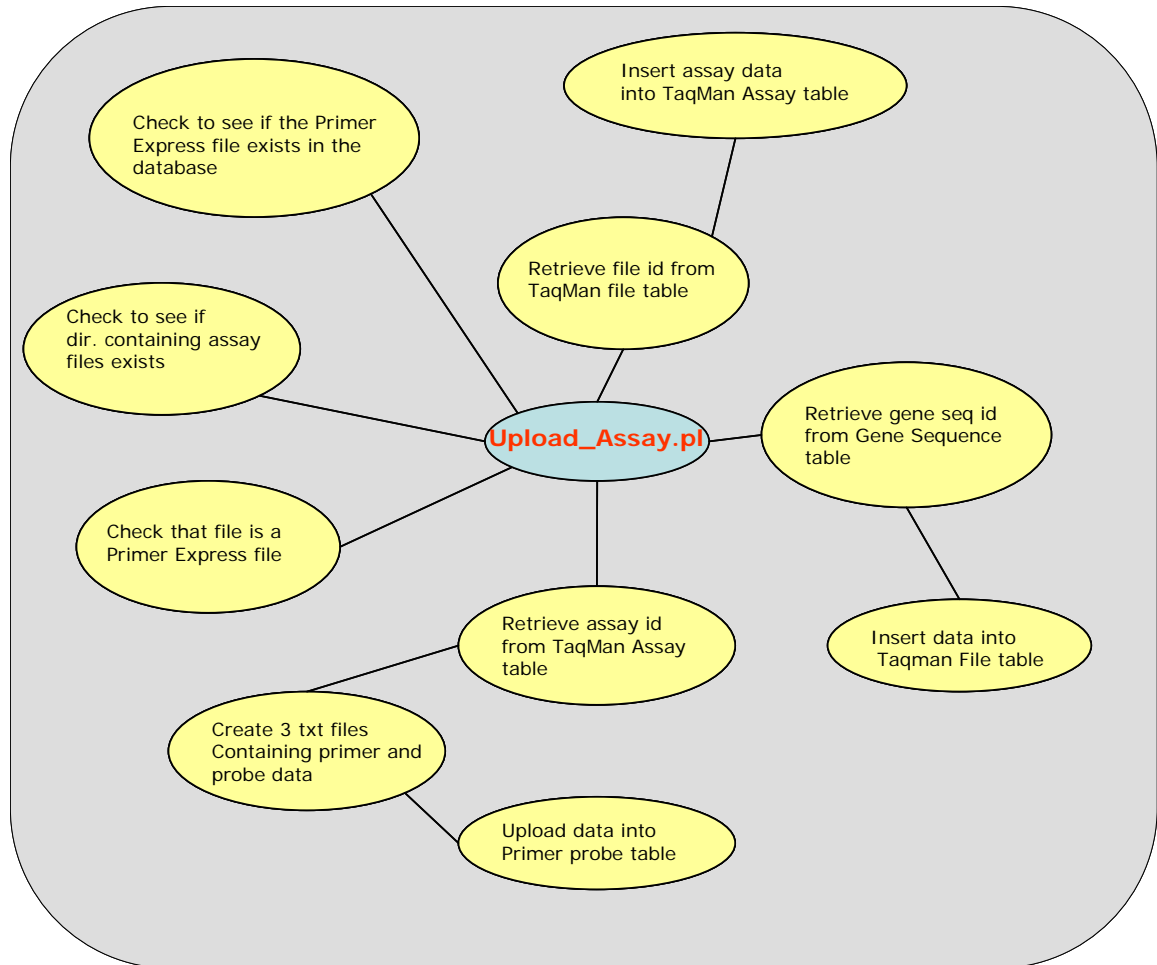 Insert assay data
into TaqMan Assay table
Check to see if the Primer
Express file exists in the
database
Retrieve file id from
TaqMan file table
Check to see if
dir. containing assay
files exists
Upload_Assay.pl
Retrieve gene seq id
from Gene Sequence
table
Check that file is a
Primer Express file
Retrieve assay id
from TaqMan Assay
table
Insert data into
Taqman File table
Create 3 txt files
Containing primer and
probe data
Upload data into
Primer probe table